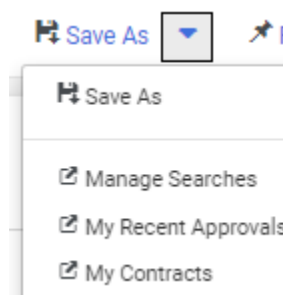 Save As
Save As
Manage Searches
My Recent Approvals
My Contracts